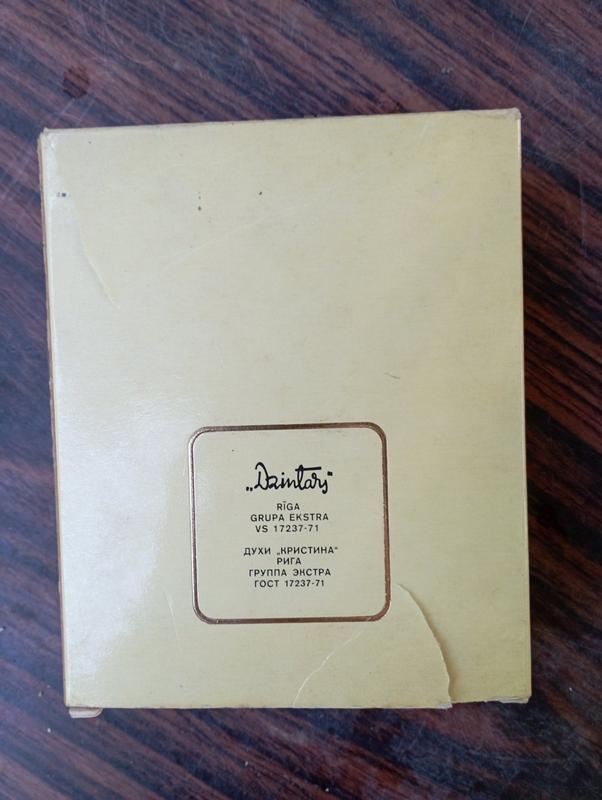 „Dzintars“
RĪGA
GRUPA EKSTRA
VS 17237-71
ДУХИ „КРИСТИНА“
РИГА
ГРУППА ЭКСТРА
ГОСТ 17237-71